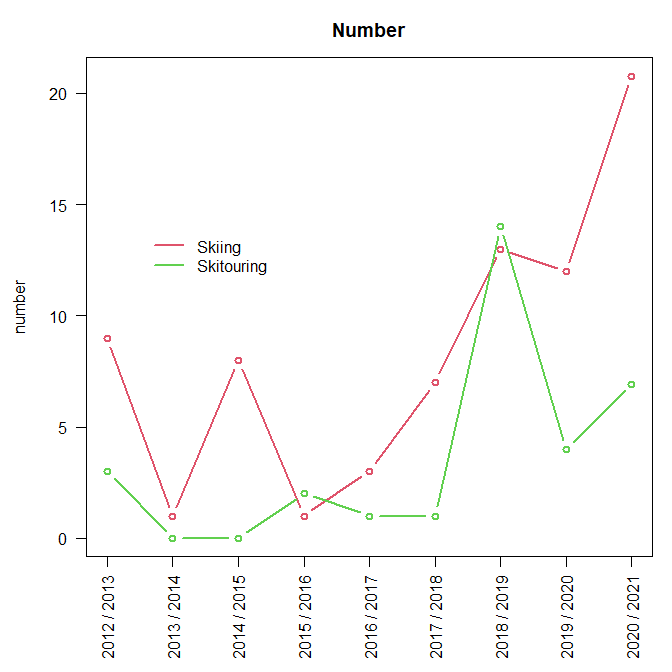 Number
number
20
15
10
5
0
Skiing
Skitouring
2012 / 2013
2013 / 2014
2014 / 2015
2015 / 2016
2016 / 2017
2017 / 2018
2018 / 2019
2019 / 2020
2020 / 2021